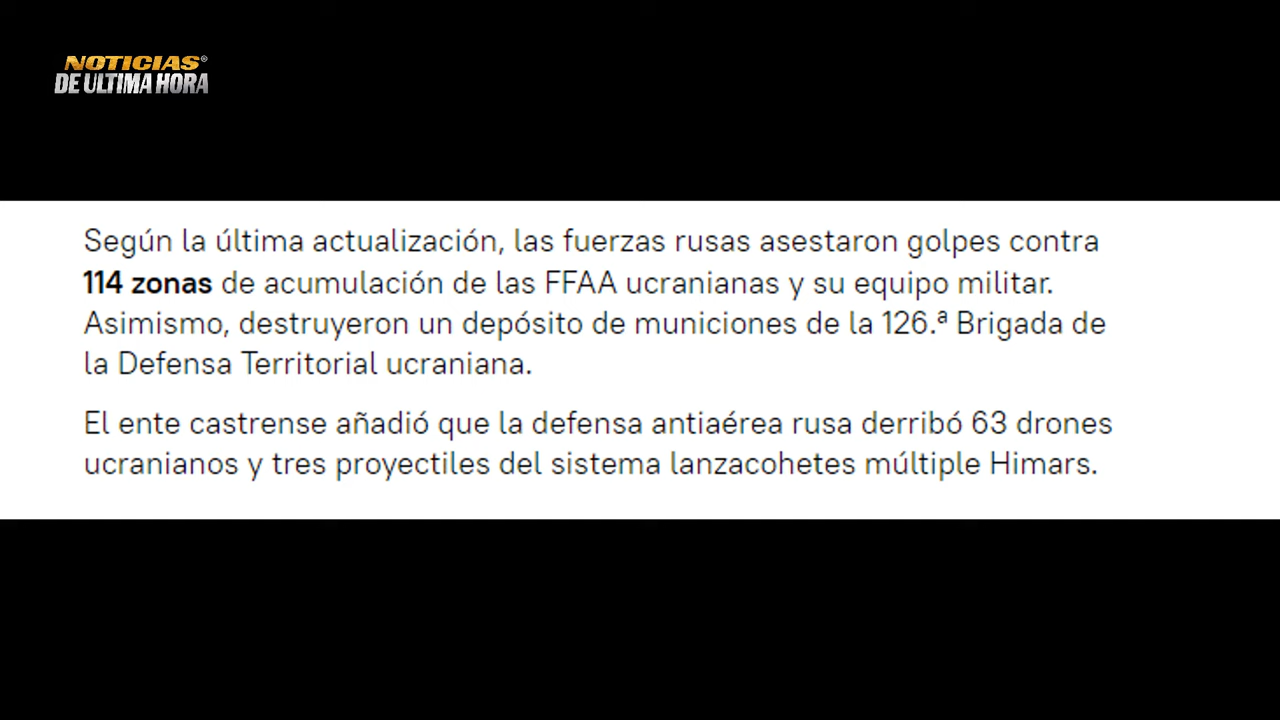 NOTICIAS®
DE ULTIMA HORA
Según la última actualización, las fuerzas rusas asestaron golpes contra
114 zonas de acumulación de las FFAA ucranianas y su equipo militar.
Asimismo, destruyeron un depósito de municiones de la 126.ª Brigada de
la Defensa Territorial ucraniana.
El ente castrense añadió que la defensa antiaérea rusa derribó 63 drones
ucranianos y tres proyectiles del sistema lanzacohetes múltiple Himars.